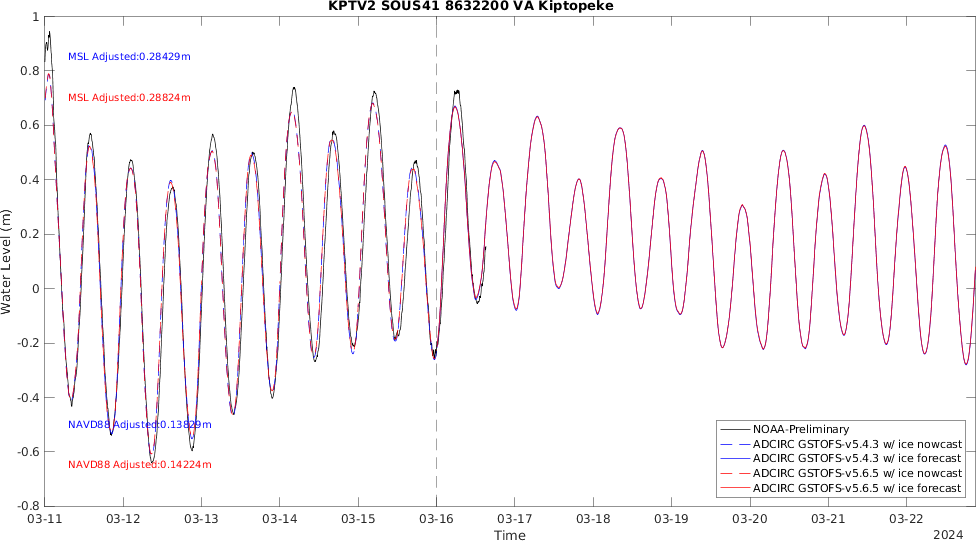 KPTV2 SOUS41 8632200 VA Kiptopeke
1
0.8
0.6
0.4
0.2
0
-0.2
-0.4
-0.6
-0.8
Water Level (m)
MSL Adjusted:0.28429m
MSL Adjusted:0.28824m
NAVD88 Adjusted:0.13829m
NAVD88 Adjusted:0.14224m
NOAA-Preliminary
ADCIRC GSTOFS-v5.4.3 w/ ice nowcast
ADCIRC GSTOFS-v5.4.3 w/ ice forecast
ADCIRC GSTOFS-v5.6.5 w/ ice nowcast
ADCIRC GSTOFS-v5.6.5 w/ ice forecast
03-11 03-12 03-13 03-14 03-15 03-16 03-17 03-18 03-19 03-20 03-21 03-22
Time
2024